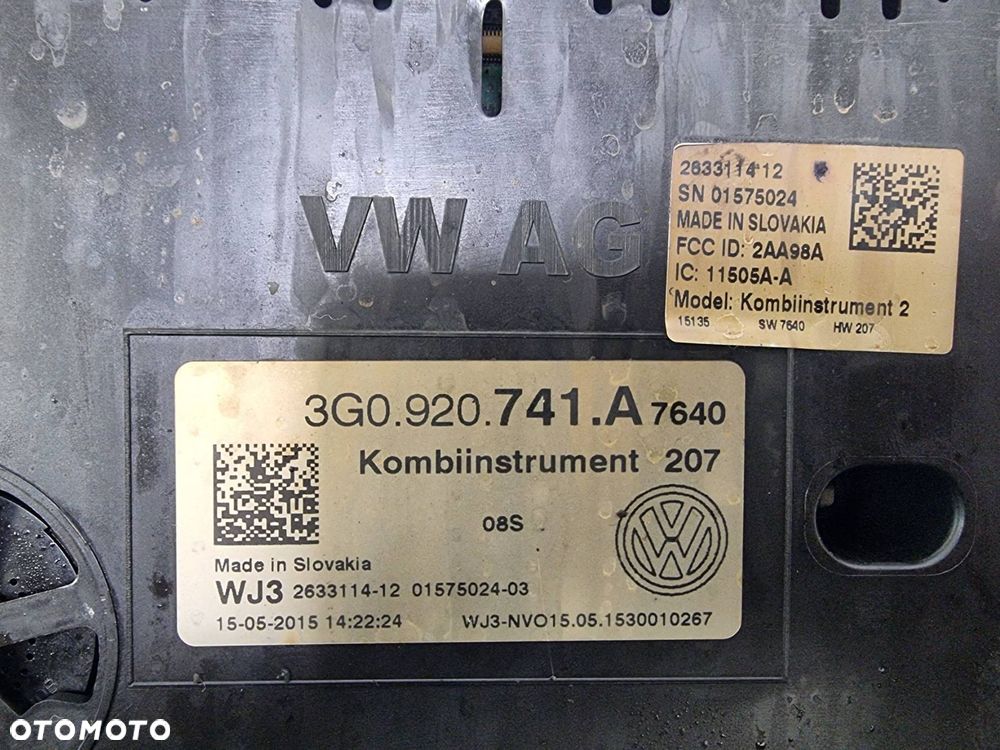 VW AG
2633114-12
SN 01575024
MADE IN SLOVAKIA
FCC ID: 2AA98A
IC: 11505A-A
Model: Kombiinstrument 2
15135 SW 7640 HW 207
3G0.920.741.A 7640
Kombiinstrument 207
08S
Made in Slovakia
WJ3 2633114-12 01575024-03
15-05-2015 14:22:24 WJ3-NVO15.05.1530010267
OTOMOTO